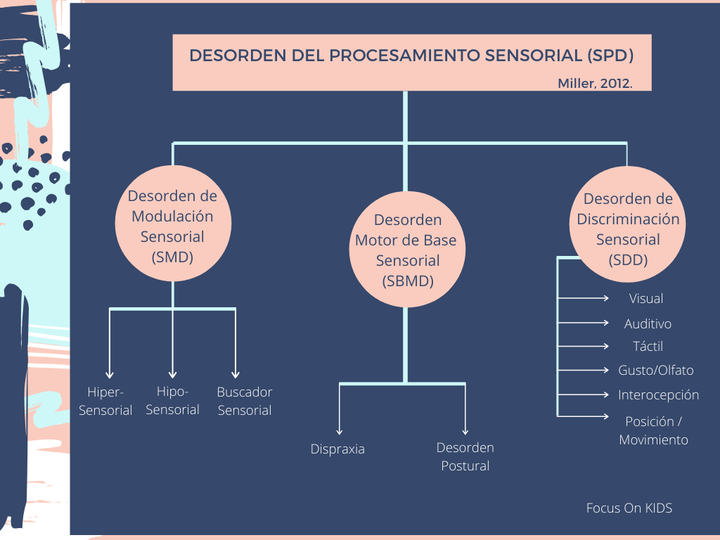 DESORDEN DEL PROCESAMIENTO SENSORIAL (SPD)
Miller, 2012.
Desorden de
Modulación
Sensorial
(SMD)
Hiper-
Sensorial
Hipo-
Sensorial
Buscador
Sensorial
Desorden
Motor de Base
Sensorial
(SBMD)
Dispraxia
Desorden
Postural
Desorden de
Discriminación
Sensorial
(SDD)
Visual
Auditivo
Táctil
Gusto/Olfato
Interocepción
Posición /
Movimiento
Focus On KIDS